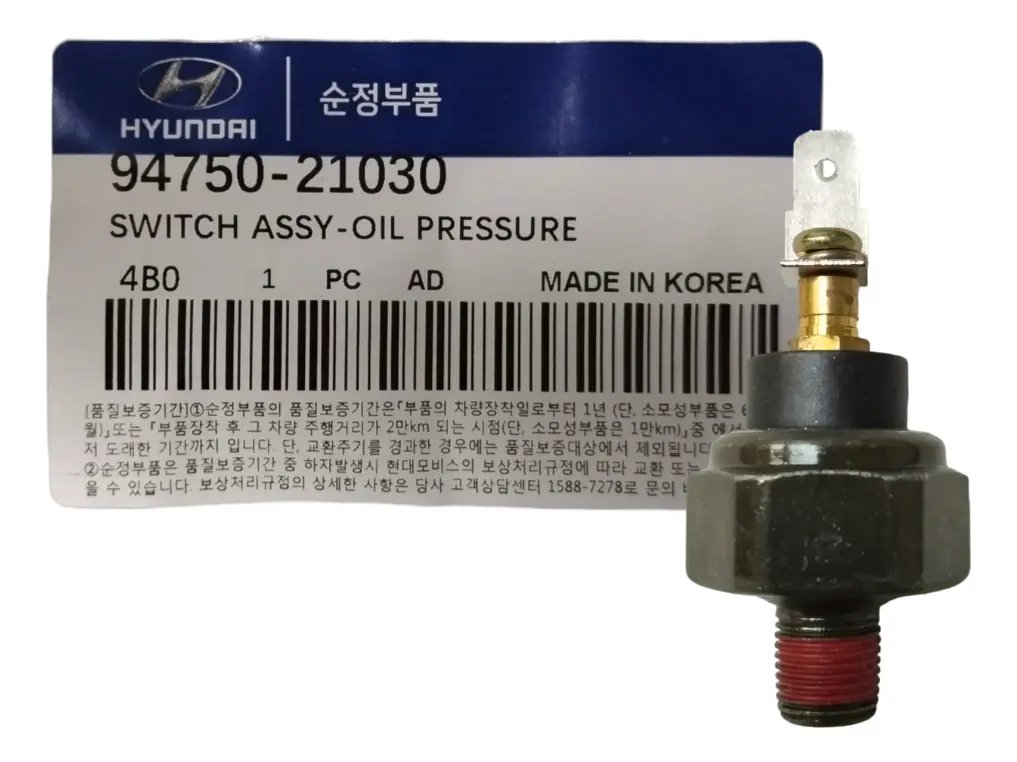 HYUNDAI
순정부품
94750-21030
SWITCH ASSY-OIL PRESSURE
4B0 1 PC AD MADE IN KOREA
[품질보증기간]①순정부품의 품질보증기간은「부품의 차량장착일로부터 1년 (단, 소모성부품은 6
월)」또는 「부품장착 후 그 차량 주행거리가 2만km 되는 시점(단, 소모성부품은 1만km)」중 에서
저 도래한 기간까지 입니다. 단, 교환주기를 경과한 경우에는 품질보증대상에서 제외됩니다
②순정부품은 품질보증기간 중 하자발생시 현대모비스의 보상처리규정에 따라 교환 또는
을 수 있습니다. 보상처리규정의 상세한 사항은 당사 고객상담센터 1588-7278로 문의